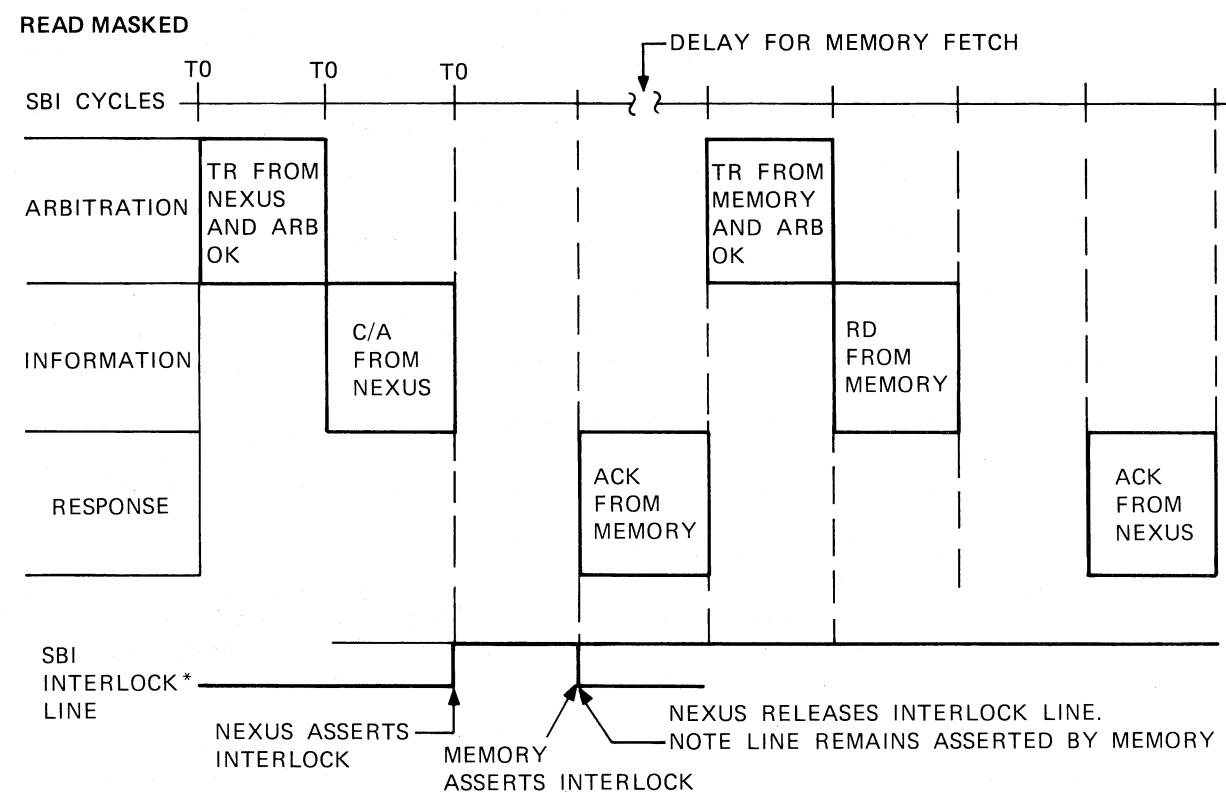 READ MASKED
DELAY FOR MEMORY FETCH
T0 T0 T0
SBI CYCLES
ARBITRATION
TR FROM
NEXUS
AND ARB
OK
TR FROM
MEMORY
AND ARB
OK
INFORMATION
C/A
FROM
NEXUS
RD
FROM
MEMORY
RESPONSE
ACK
FROM
MEMORY
ACK
FROM
NEXUS
SBI
INTERLOCK*
LINE
NEXUS ASSERTS
INTERLOCK
MEMORY
ASSERTS INTERLOCK
NEXUS RELEASES INTERLOCK LINE.
NOTE LINE REMAINS ASSERTED BY MEMORY